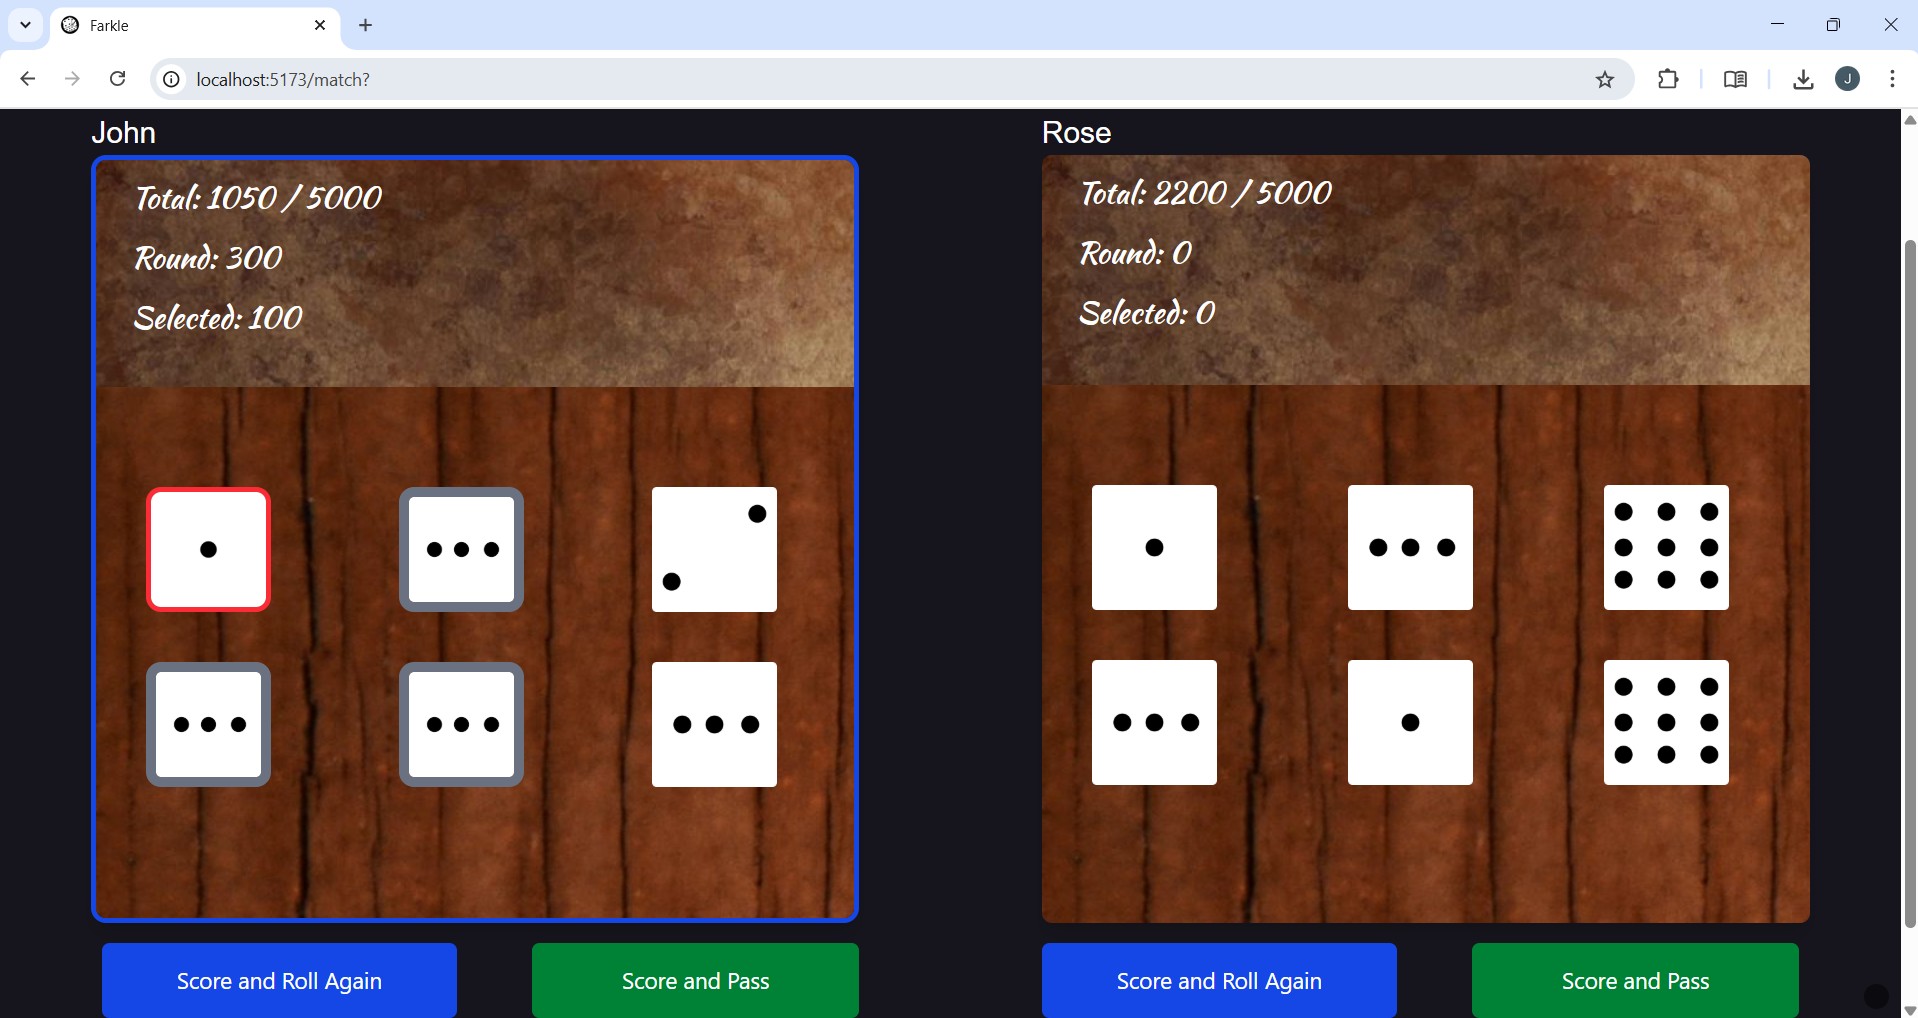 Farkle
localhost:5173/match?
J
John
Total: 1050 / 5000
Round: 300
Selected: 100
Score and Roll Again
Score and Pass
Rose
Total: 2200 / 5000
Round: 0
Selected: 0
Score and Roll Again
Score and Pass